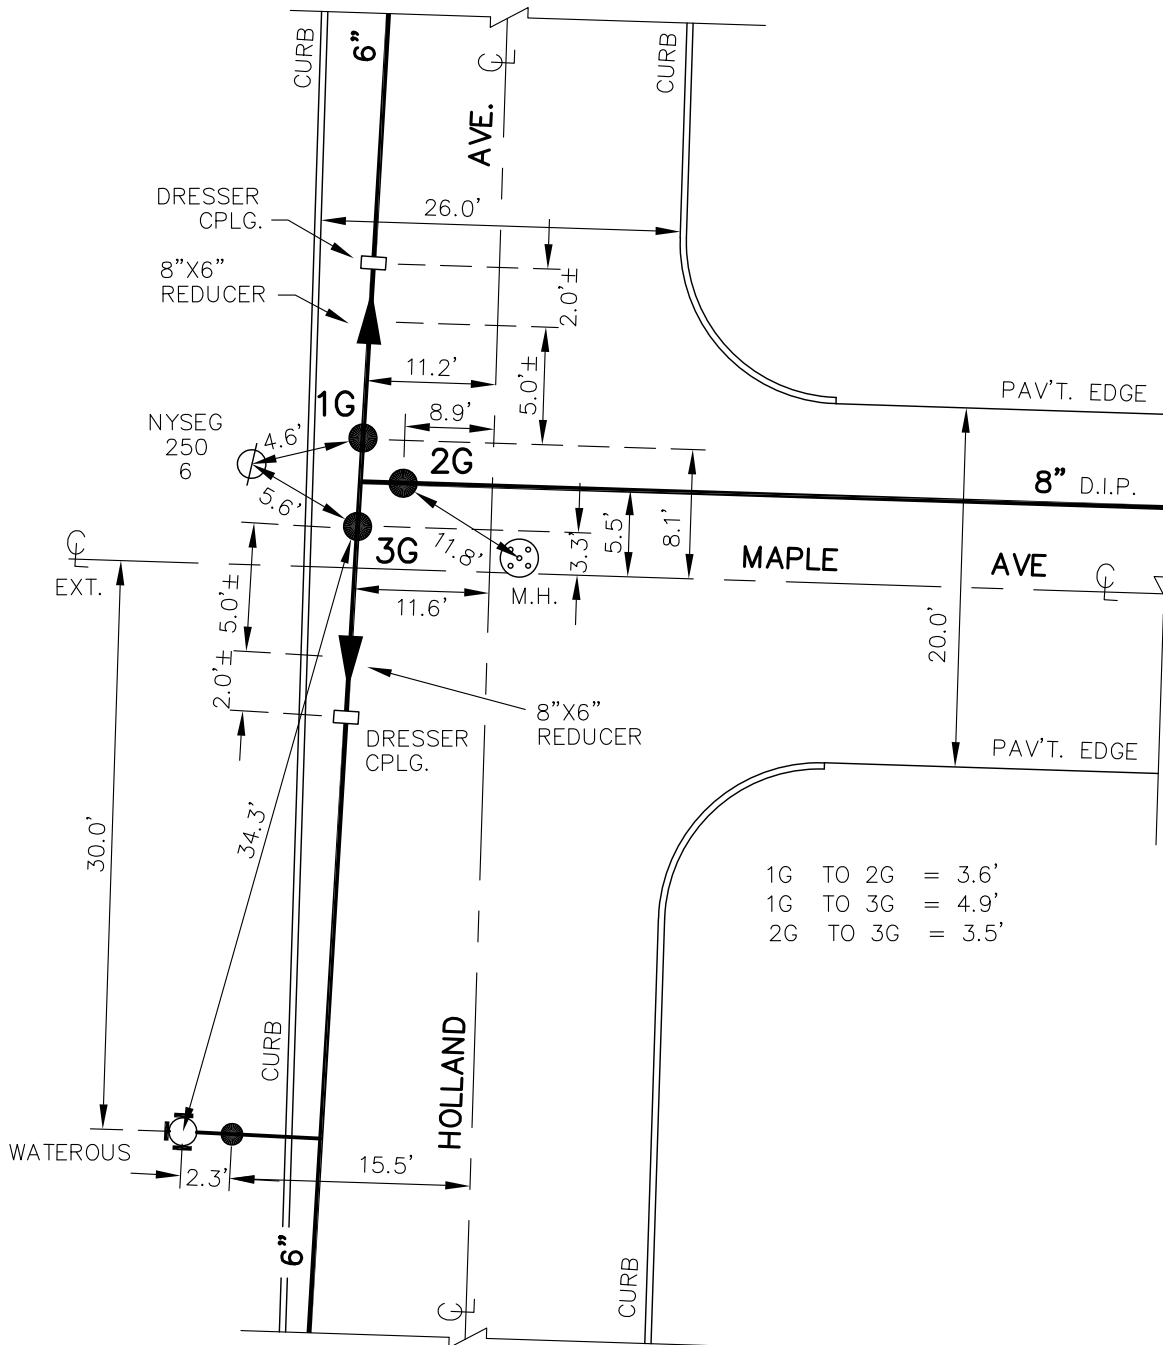 6"
CURB
CURB
℄
AVE.
DRESSER
CPLG.
26.0'
8"X6"
REDUCER
2.0'±
11.2'
5.0'±
PAV'T. EDGE
1G
8.9'
NYSEG
250
6
4.6'
2G
8" D.I.P.
5.6'
11.8'
3.3'
5.5'
8.1'
3G
℄
EXT.
MAPLE AVE
℄
M.H.
11.6'
5.0'±
20.0'
2.0'±
8"X6"
REDUCER
DRESSER
CPLG.
PAV'T. EDGE
30.0'
34.3'
1G TO 2G = 3.6'
1G TO 3G = 4.9'
2G TO 3G = 3.5'
CURB
HOLLAND
WATEROUS
2.3'
15.5'
6"
CURB
℄